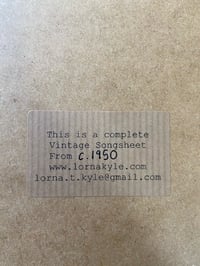 This is a complete
Vintage Songsheet
From c.1950
www.lornakyle.com
lorna.t.kyle@gmail.com